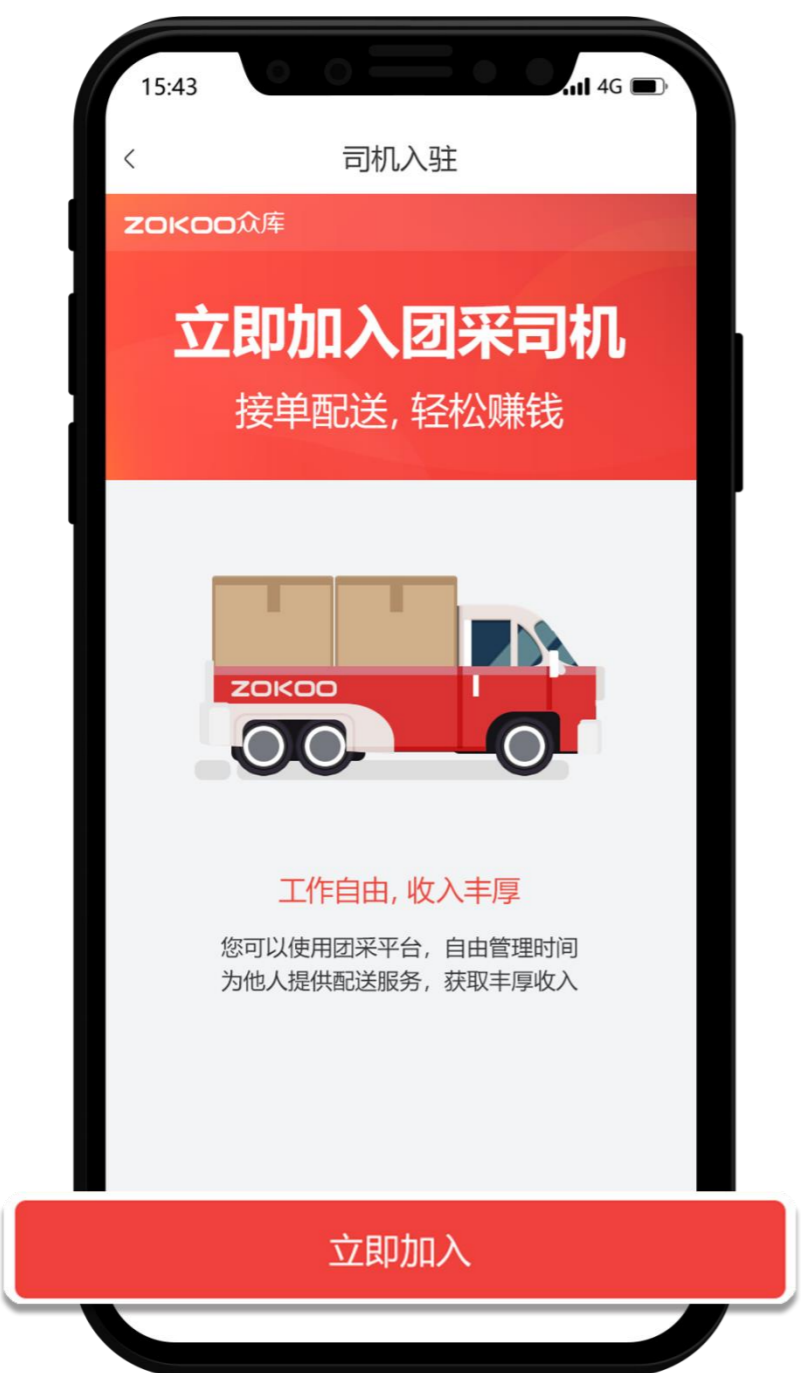 15:43
4G
司机入驻
ZOKOO众库
立即加入团采司机
接单配送, 轻松赚钱
ZOKOO
工作自由, 收入丰厚
您可以使用团采平台，自由管理时间
为他人提供配送服务，获取丰厚收入
立即加入